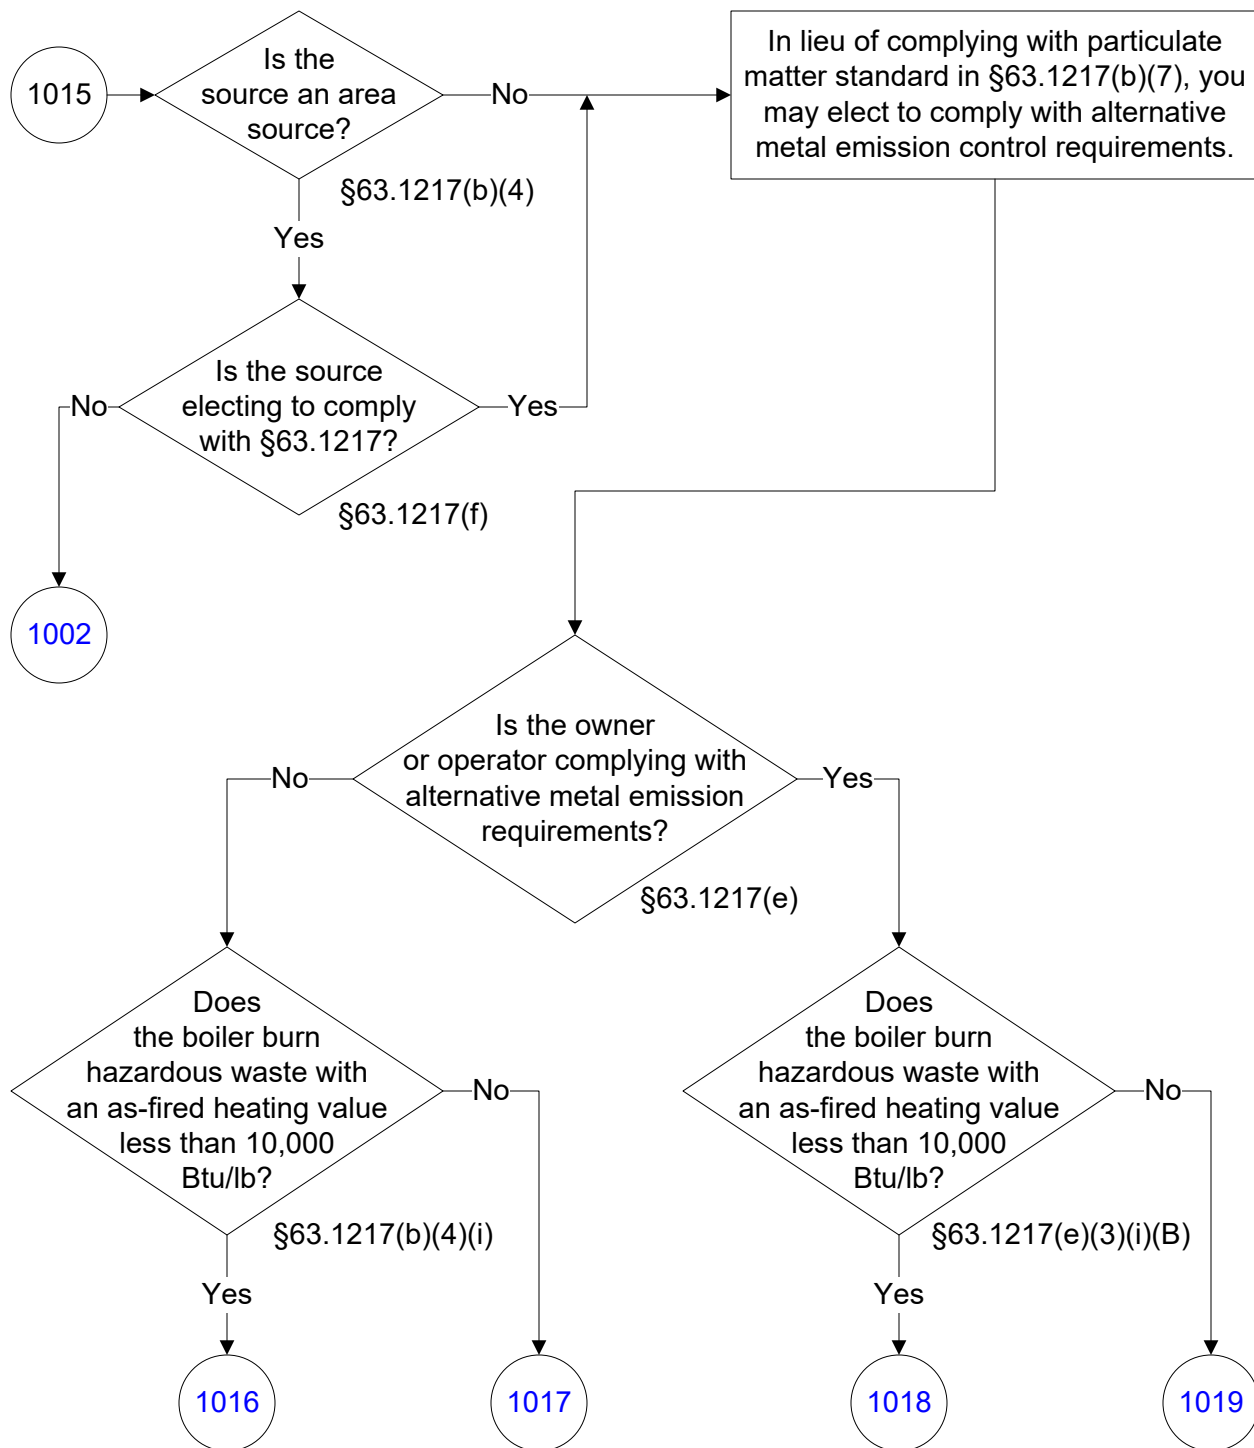 1015
Is the
source an area
source?
No
In lieu of complying with particulate
matter standard in §63.1217(b)(7), you
may elect to comply with alternative
metal emission control requirements.
§63.1217(b)(4)
Yes
Is the source
electing to comply
with §63.1217?
No
Yes
§63.1217(f)
1002
Is the owner
or operator complying with
alternative metal emission
requirements?
No
Yes
§63.1217(e)
Does
the boiler burn
hazardous waste with
an as-fired heating value
less than 10,000
Btu/lb?
No
§63.1217(b)(4)(i)
Yes
1016
1017
Does
the boiler burn
hazardous waste with
an as-fired heating value
less than 10,000
Btu/lb?
No
§63.1217(e)(3)(i)(B)
Yes
1018
1019